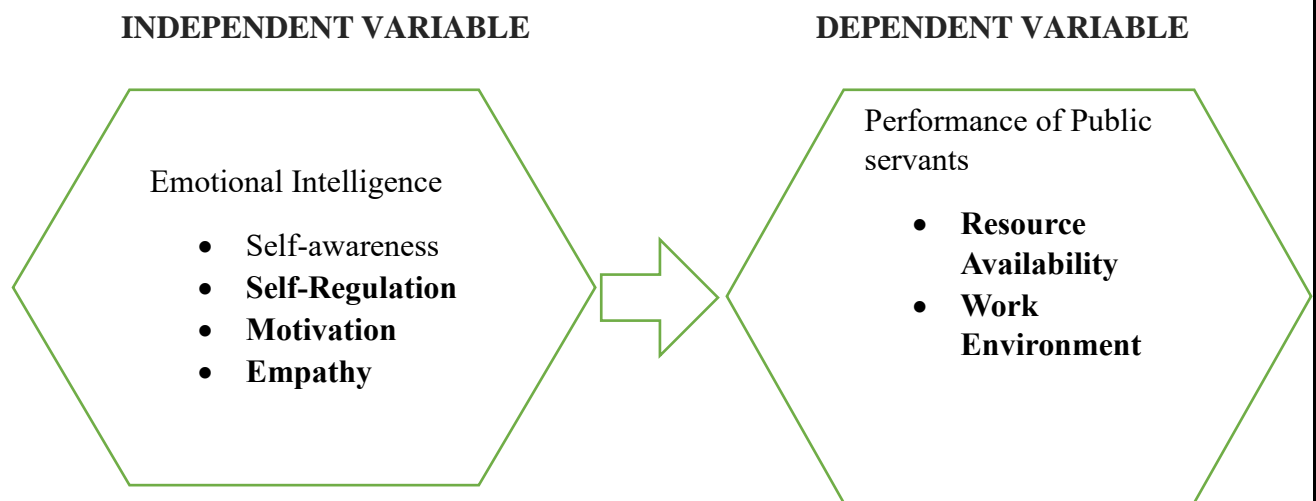 INDEPENDENT VARIABLE
Emotional Intelligence
• Self-awareness
• Self-Regulation
• Motivation
• Empathy
DEPENDENT VARIABLE
Performance of Public
servants
• Resource
Availability
• Work
Environment